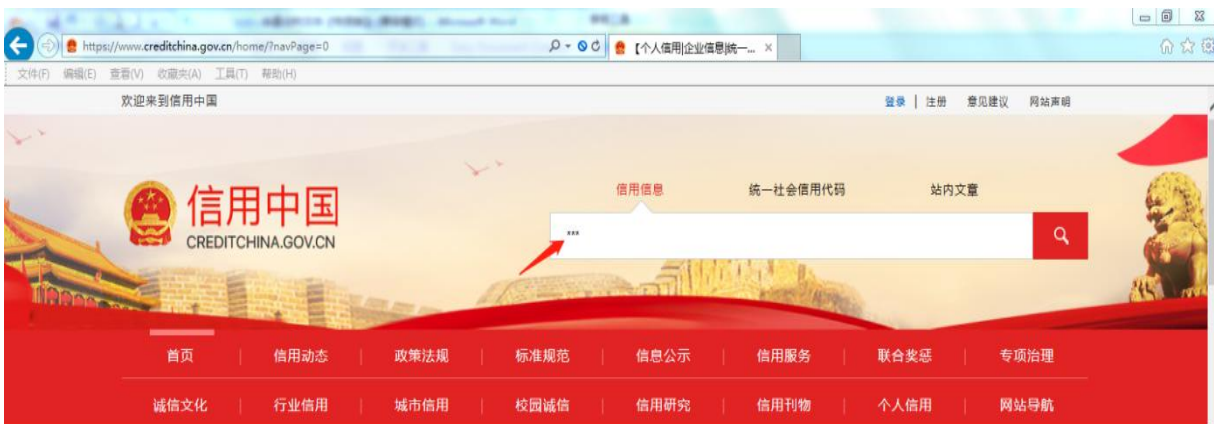 https://www.creditchina.gov.cn/home/?navPage=0
【个人信用|企业信息|统一...
文件(F) 编辑(E) 查看(V) 收藏夹(A) 工具(T) 帮助(H)
欢迎来到信用中国 登录 | 注册 意见建议 网站声明
信用信息 统一社会信用代码 站内文章
信用中国
***
CREDITCHINA.GOV.CN
首页 | 信用动态 | 政策法规 | 标准规范 | 信息公示 | 信用服务 | 联合奖惩 | 专项治理
诚信文化 | 行业信用 | 城市信用 | 校园诚信 | 信用研究 | 信用刊物 | 个人信用 | 网站导航